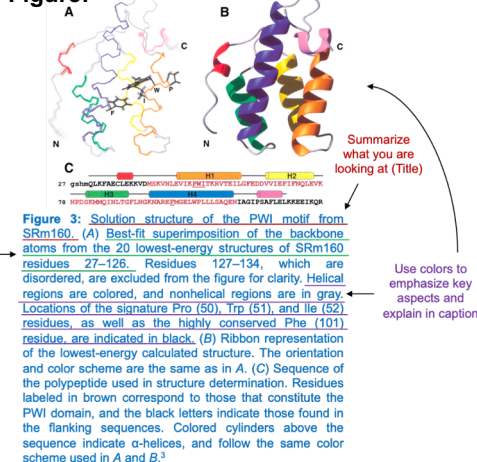 Figure:
A
B
C
C
W P
I
F
N
N
C
H1 H2
27 gshmQLKFAECLEKKVDMSKVNLEVIKPWITKRVTEILGFEDDVVIEFIFNQLEVK
H3 H4
78 NPDSKMMQINLTGFLNGKNAREFMGELWPLLLSAQENIAGIPSAFLELKKEEIKQR
Figure 3: Solution structure of the PWI motif from
SRm160. (A) Best-fit superimposition of the backbone
atoms from the 20 lowest-energy structures of SRm160
residues 27–126. Residues 127–134, which are
disordered, are excluded from the figure for clarity. Helical
regions are colored, and nonhelical regions are in gray.
Locations of the signature Pro (50), Trp (51), and Ile (52)
residues, as well as the highly conserved Phe (101)
residue, are indicated in black. (B) Ribbon representation
of the lowest-energy calculated structure. The orientation
and color scheme are the same as in A. (C) Sequence of
the polypeptide used in structure determination. Residues
labeled in brown correspond to those that constitute the
PWI domain, and the black letters indicate those found in
the flanking sequences. Colored cylinders above the
sequence indicate α-helices, and follow the same color
scheme used in A and B.³
Summarize
what you are
looking at (Title)
Use colors to
emphasize key
aspects and
explain in caption